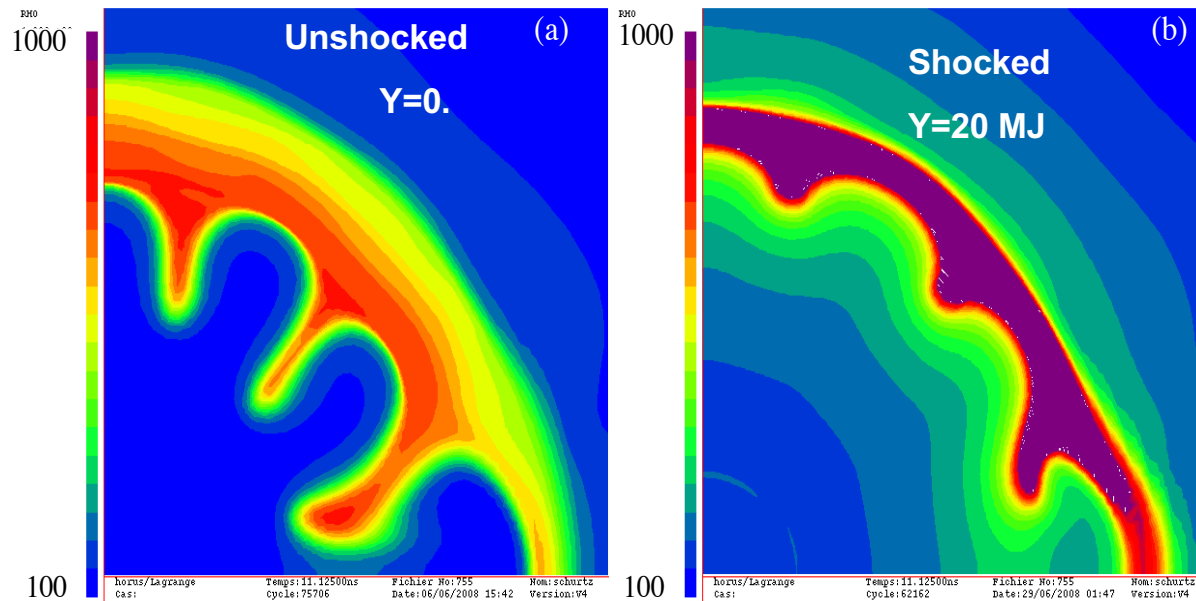 RHO
1000
Unshocked
(a)
Y=0.
100
horus/Lagrange Temps:11.12500ns Fichier No:755 Nom:schurtz
Cas: Cycle:75706 Date:06/06/2008 15:42 Version:V4
RHO
1000
(b)
Shocked
Y=20 MJ
100
horus/Lagrange Temps:11.12500ns Fichier No:755 Nom:schurtz
Cas: Cycle:62162 Date:29/06/2008 01:47 Version:V4